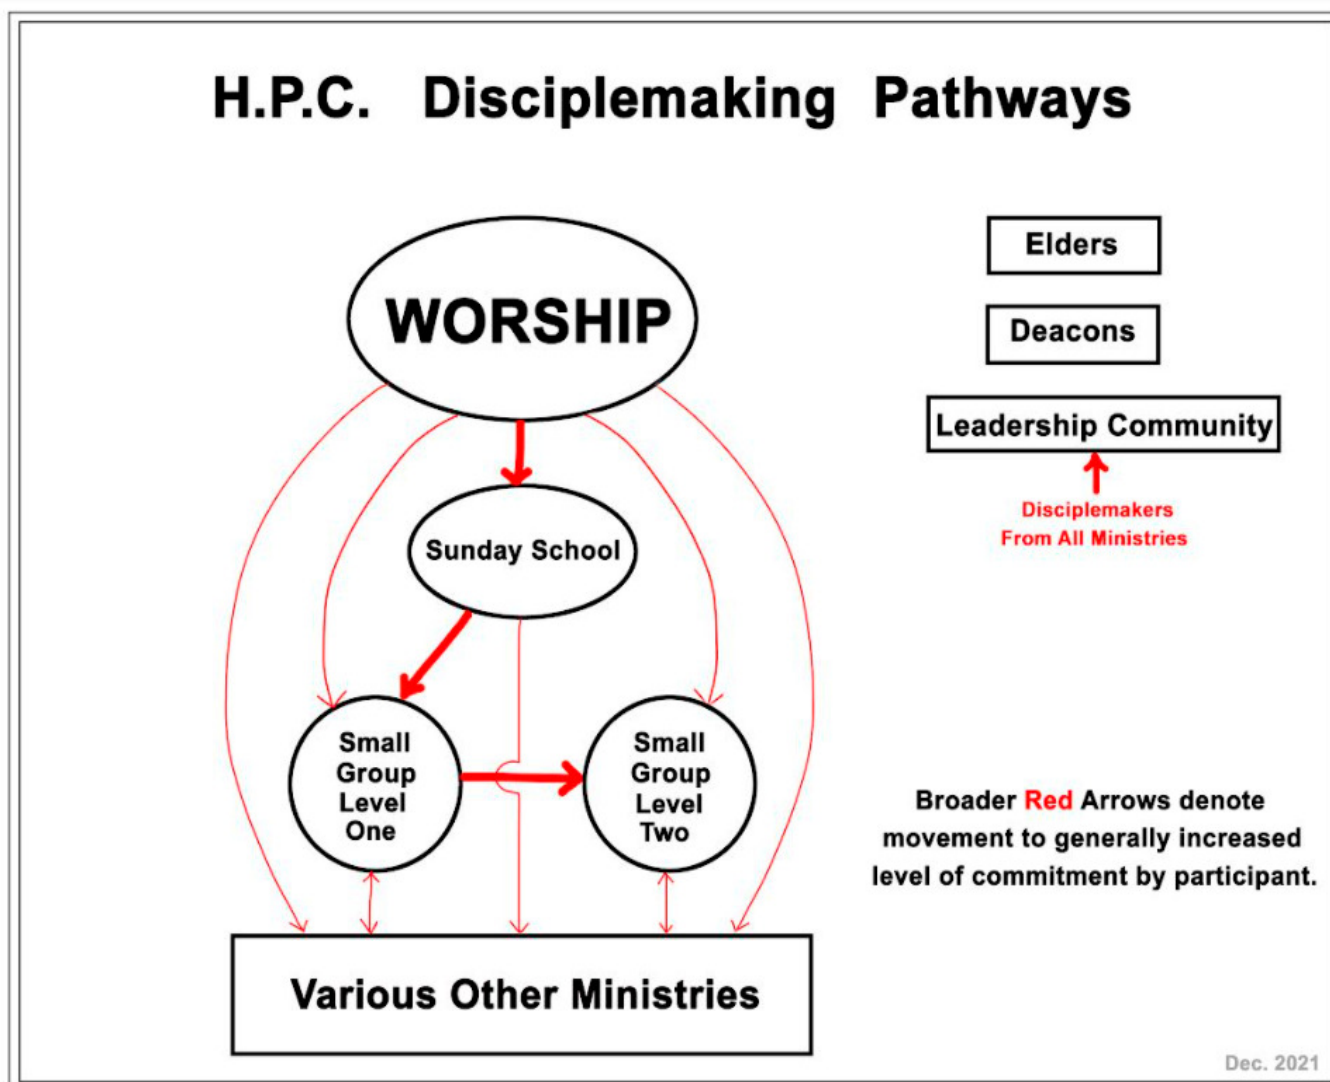 H.P.C. Disciplemaking Pathways
WORSHIP
Sunday School
Small
Group
Level
One
Small
Group
Level
Two
Various Other Ministries
Elders
Deacons
Leadership Community
Disciplemakers
From All Ministries
Broader Red Arrows denote
movement to generally increased
level of commitment by participant.
Dec. 2021